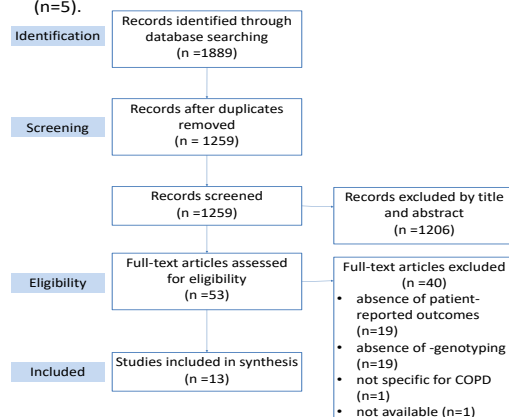 (n=5).
Identification
Records identified through
database searching
(n =1889)
Screening
Records after duplicates
removed
(n = 1259)
Records screened
(n =1259)
Records excluded by title
and abstract
(n =1206)
Eligibility
Full-text articles assessed
for eligibility
(n =53)
Full-text articles excluded
(n =40)
• absence of patient-
reported outcomes
(n=19)
• absence of -genotyping
(n=19)
• not specific for COPD
(n=1)
• not available (n=1)
Included
Studies included in synthesis
(n =13)